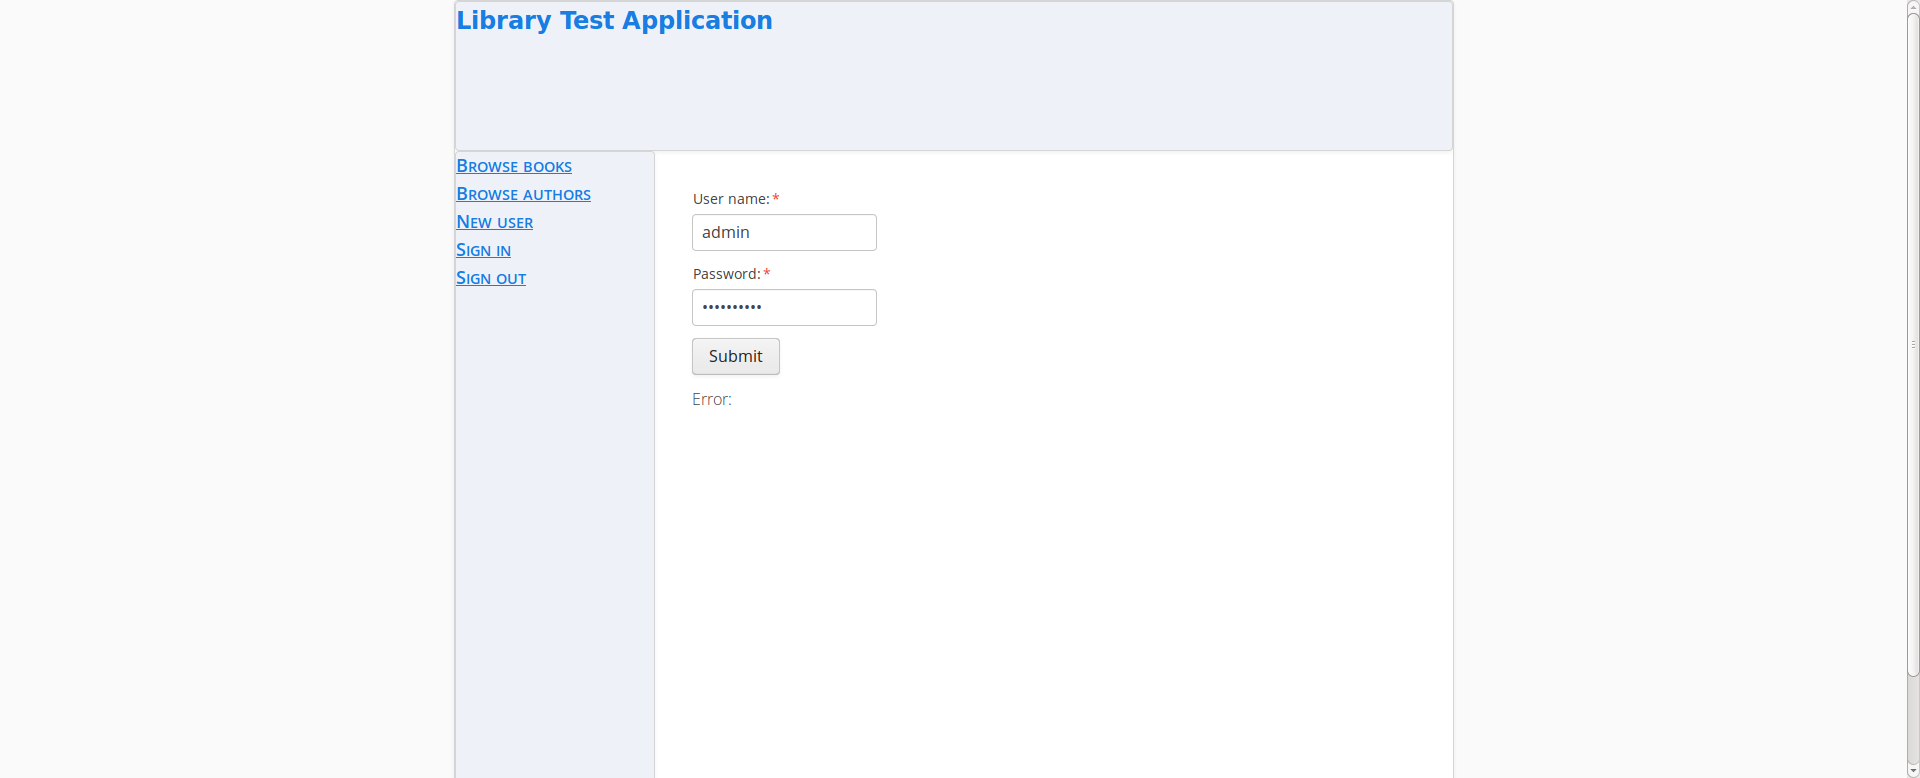 Library Test Application
Browse books
Browse authors
New user
Sign in
Sign out
User name:*
admin
Password:*
••••••••••
Submit
Error: